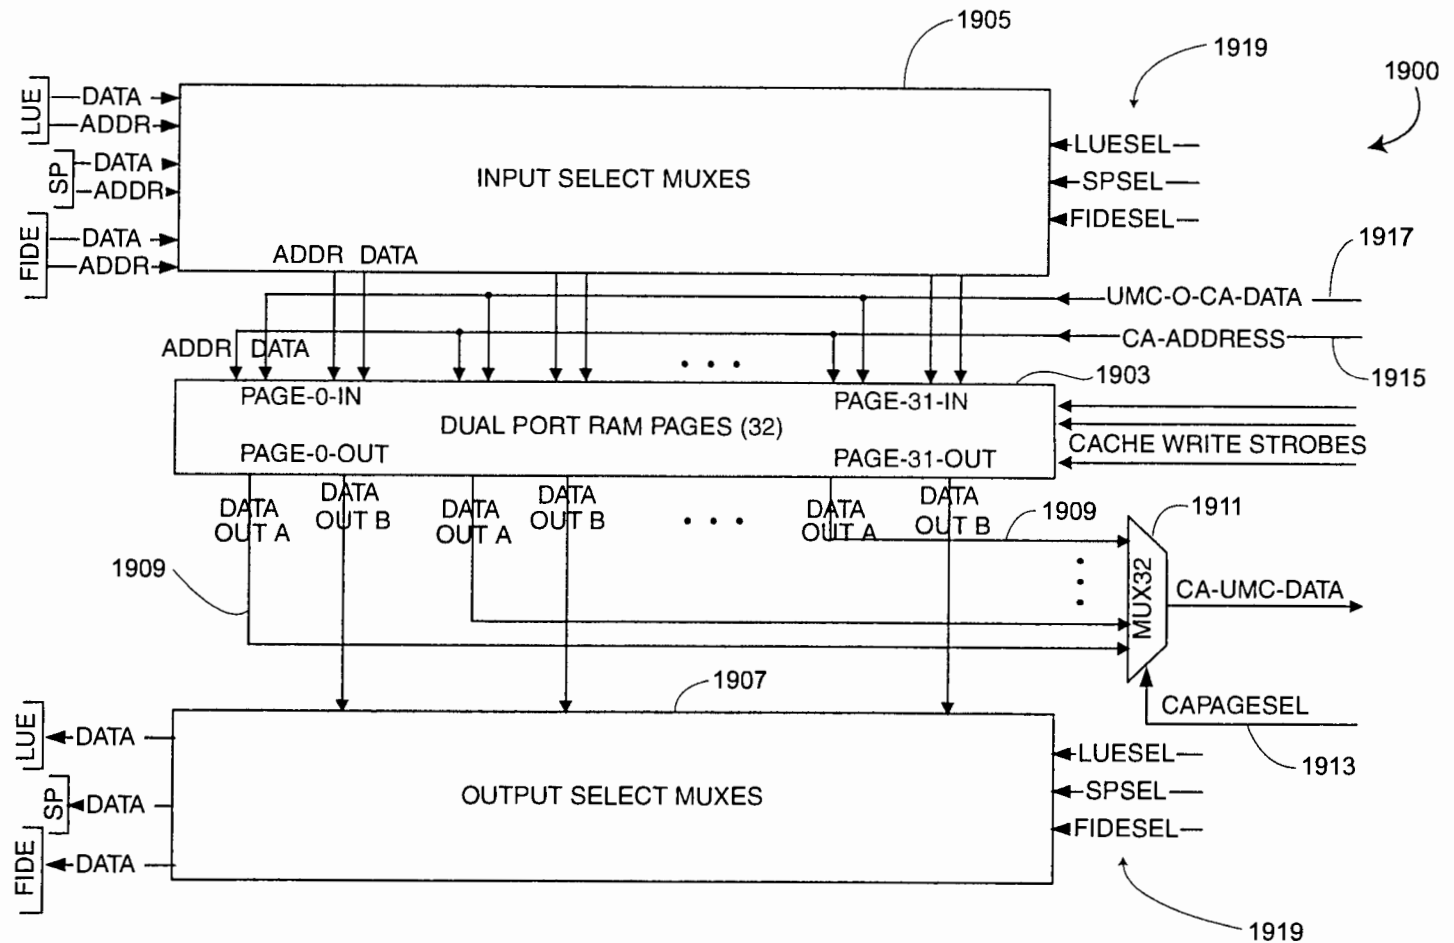 1905
1919
1900
LUE
DATA
ADDR
SP
DATA
ADDR
FIDE
DATA
ADDR
INPUT SELECT MUXES
LUESEL
SPSEL
FIDESEL
ADDR DATA
1917
UMC-O-CA-DATA
CA-ADDRESS
1915
ADDR DATA
• • •
1903
PAGE-0-IN
PAGE-31-IN
DUAL PORT RAM PAGES (32)
PAGE-0-OUT
PAGE-31-OUT
CACHE WRITE STROBES
DATA OUT A
DATA OUT B
DATA OUT A
DATA OUT B
• • •
DATA OUT A
DATA OUT B
1909
1911
1909
MUX32
CA-UMC-DATA
CAPAGESEL
1913
1907
LUE
DATA
SP
DATA
FIDE
DATA
OUTPUT SELECT MUXES
LUESEL
SPSEL
FIDESEL
1919